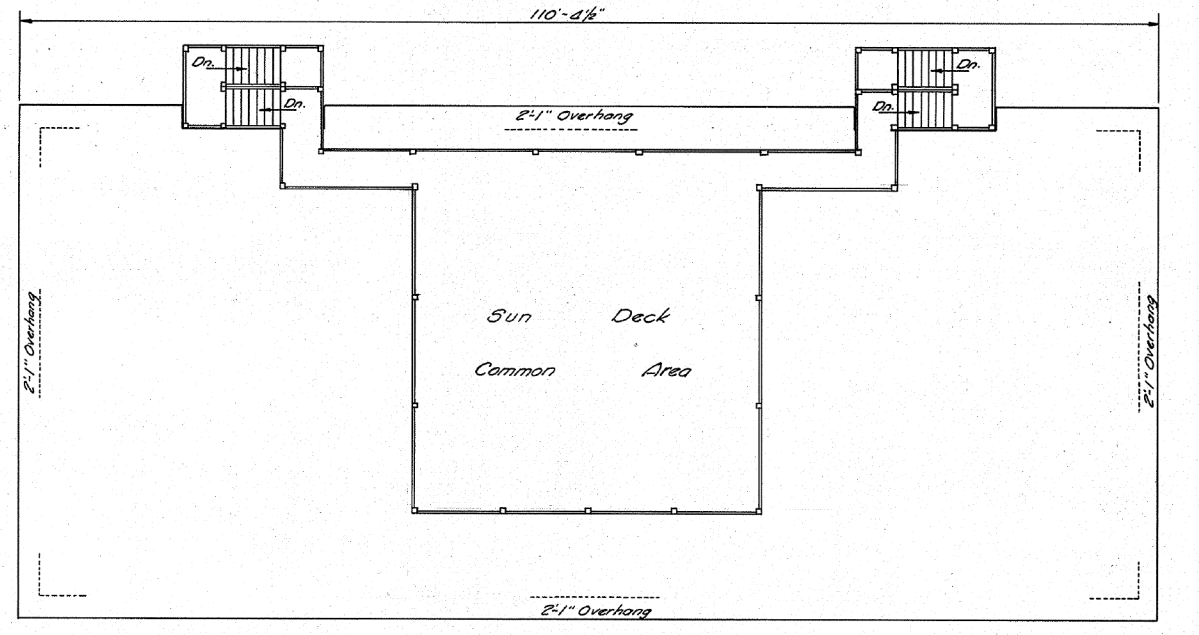 110'-4½"
Dn.
Dn.
Dn.
Dn.
2'-1" Overhang
2'-1" Overhang
Sun Deck
Common Area
2'-1" Overhang
2'-1" Overhang